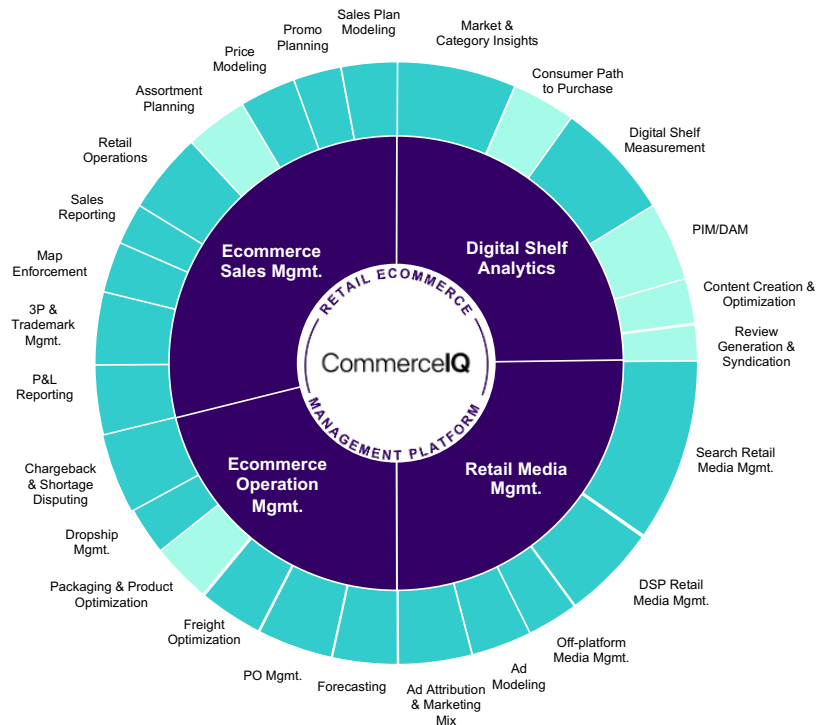 Sales Plan
Modeling
Market &
Category Insights
Promo
Planning
Price
Modeling
Consumer Path
to Purchase
Assortment
Planning
Digital Shelf
Measurement
Retail
Operations
Sales
Reporting
PIM/DAM
Map
Enforcement
Ecommerce
Sales Mgmt.
Digital Shelf
Analytics
Content Creation &
Optimization
3P &
Trademark
Mgmt.
Review
Generation &
Syndication
RETAIL ECOMMERCE
CommerceIQ
MANAGEMENT PLATFORM
P&L
Reporting
Ecommerce
Operation
Mgmt.
Retail Media
Mgmt.
Search Retail
Media Mgmt.
Chargeback
& Shortage
Disputing
Dropship
Mgmt.
Packaging & Product
Optimization
DSP Retail
Media Mgmt.
Freight
Optimization
Off-platform
Media Mgmt.
PO Mgmt.
Forecasting
Ad Attribution
& Marketing
Mix
Ad
Modeling